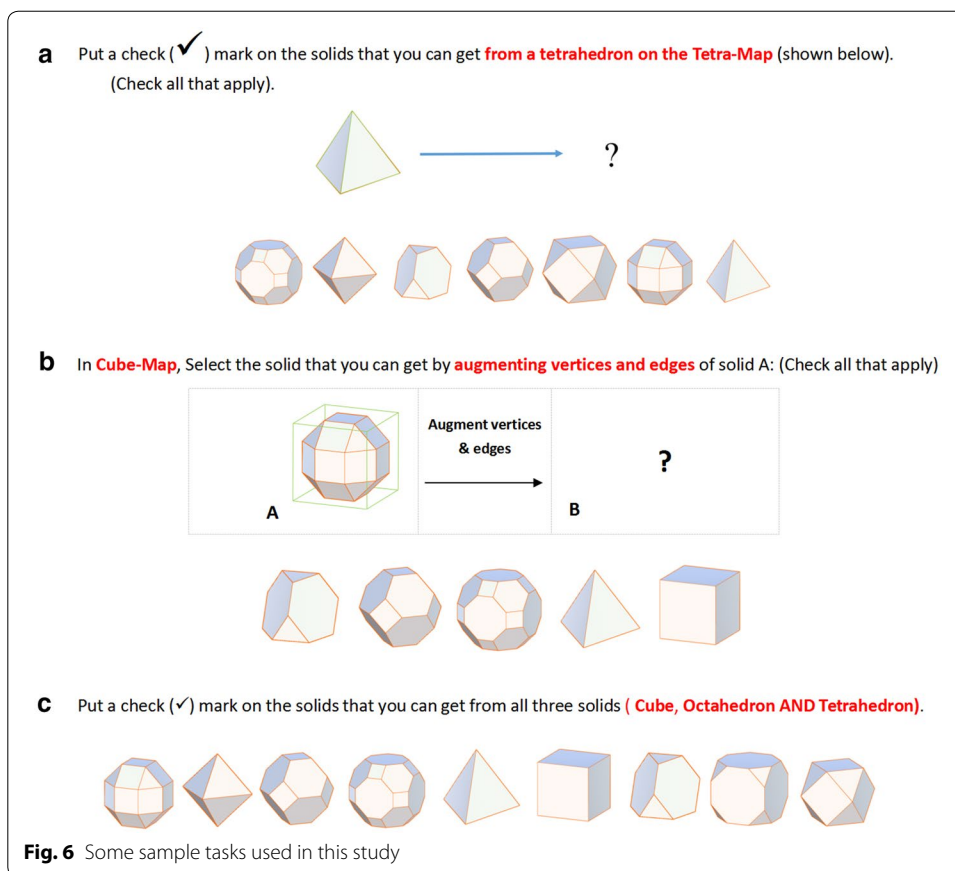 a Put a check (✓) mark on the solids that you can get from a tetrahedron on the Tetra-Map (shown below).
(Check all that apply).
?
b In Cube-Map, Select the solid that you can get by augmenting vertices and edges of solid A: (Check all that apply)
Augment vertices
& edges
?
A
B
c Put a check (✓) mark on the solids that you can get from all three solids ( Cube, Octahedron AND Tetrahedron).
Fig. 6 Some sample tasks used in this study